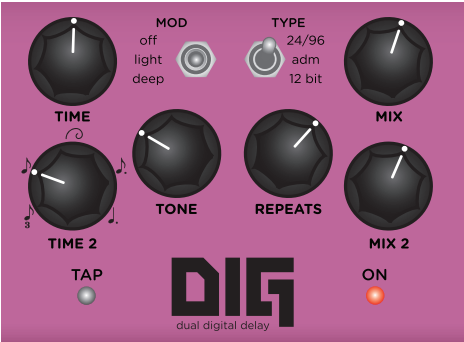 MOD
off
light
deep
TYPE
24/96
adm
12 bit
TIME
MIX
3
TONE
REPEATS
TIME 2
MIX 2
TAP
ON
DIG
dual digital delay